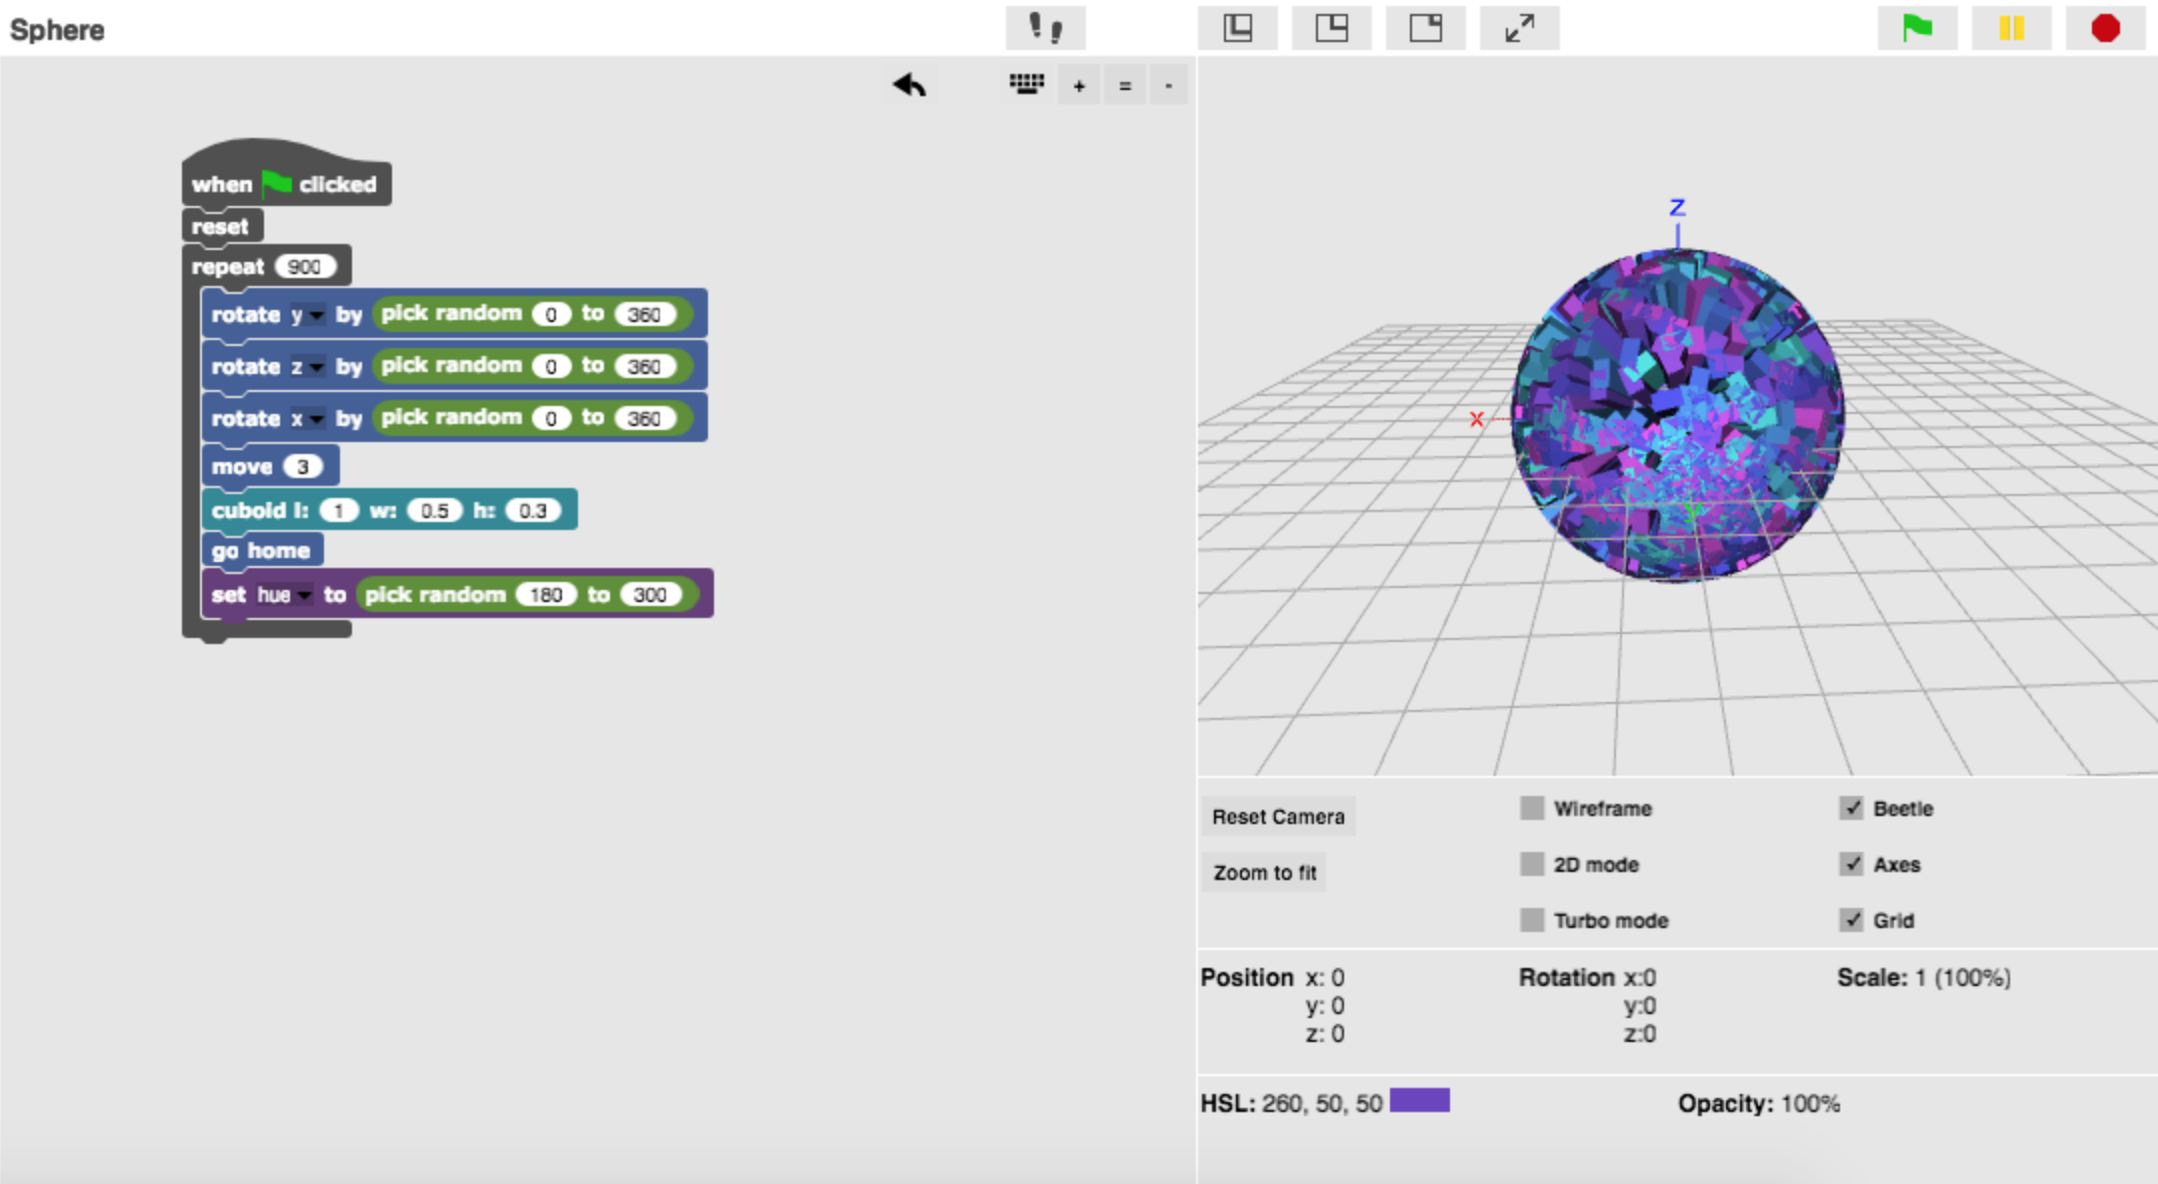 Sphere
+ = -
when clicked
reset
repeat 900
rotate y by pick random 0 to 360
rotate z by pick random 0 to 360
rotate x by pick random 0 to 360
move 3
cuboid l: 1 w: 0.5 h: 0.3
go home
set hue to pick random 180 to 300
Z
X
Y
Reset Camera
Zoom to fit
Wireframe
2D mode
Turbo mode
Beetle
Axes
Grid
Position x: 0
y: 0
z: 0
Rotation x:0
y:0
z:0
Scale: 1 (100%)
HSL: 260, 50, 50
Opacity: 100%